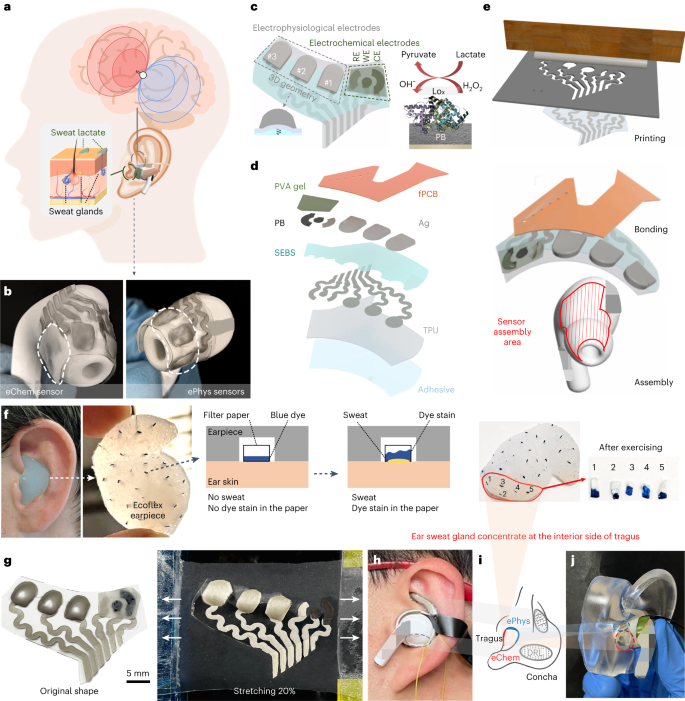 a
Sweat lactate
Sweat glands
b
eChem sensor
ePhys sensors
c
Electrophysiological electrodes
Electrochemical electrodes
#3
#2
#1
RE
WE
CE
3D geometry
Pyruvate
Lactate
OH⁻
H₂O₂
LOx
PB
d
PVA gel
fPCB
PB
Ag
SEBS
TPU
Adhesive
e
Printing
Bonding
Sensor
assembly
area
Assembly
f
Ecoflex
earpiece
Filter paper
Blue dye
Earpiece
Ear skin
No sweat
No dye stain in the paper
Sweat
Dye stain
Sweat
Dye stain in the paper
1
2
3
4
5
After exercising
1 2 3 4 5
Ear sweat gland concentrate at the interior side of tragus
g
Original shape
5 mm
Stretching 20%
h
i
ePhys
Tragus
eChem
DRL
Concha
j